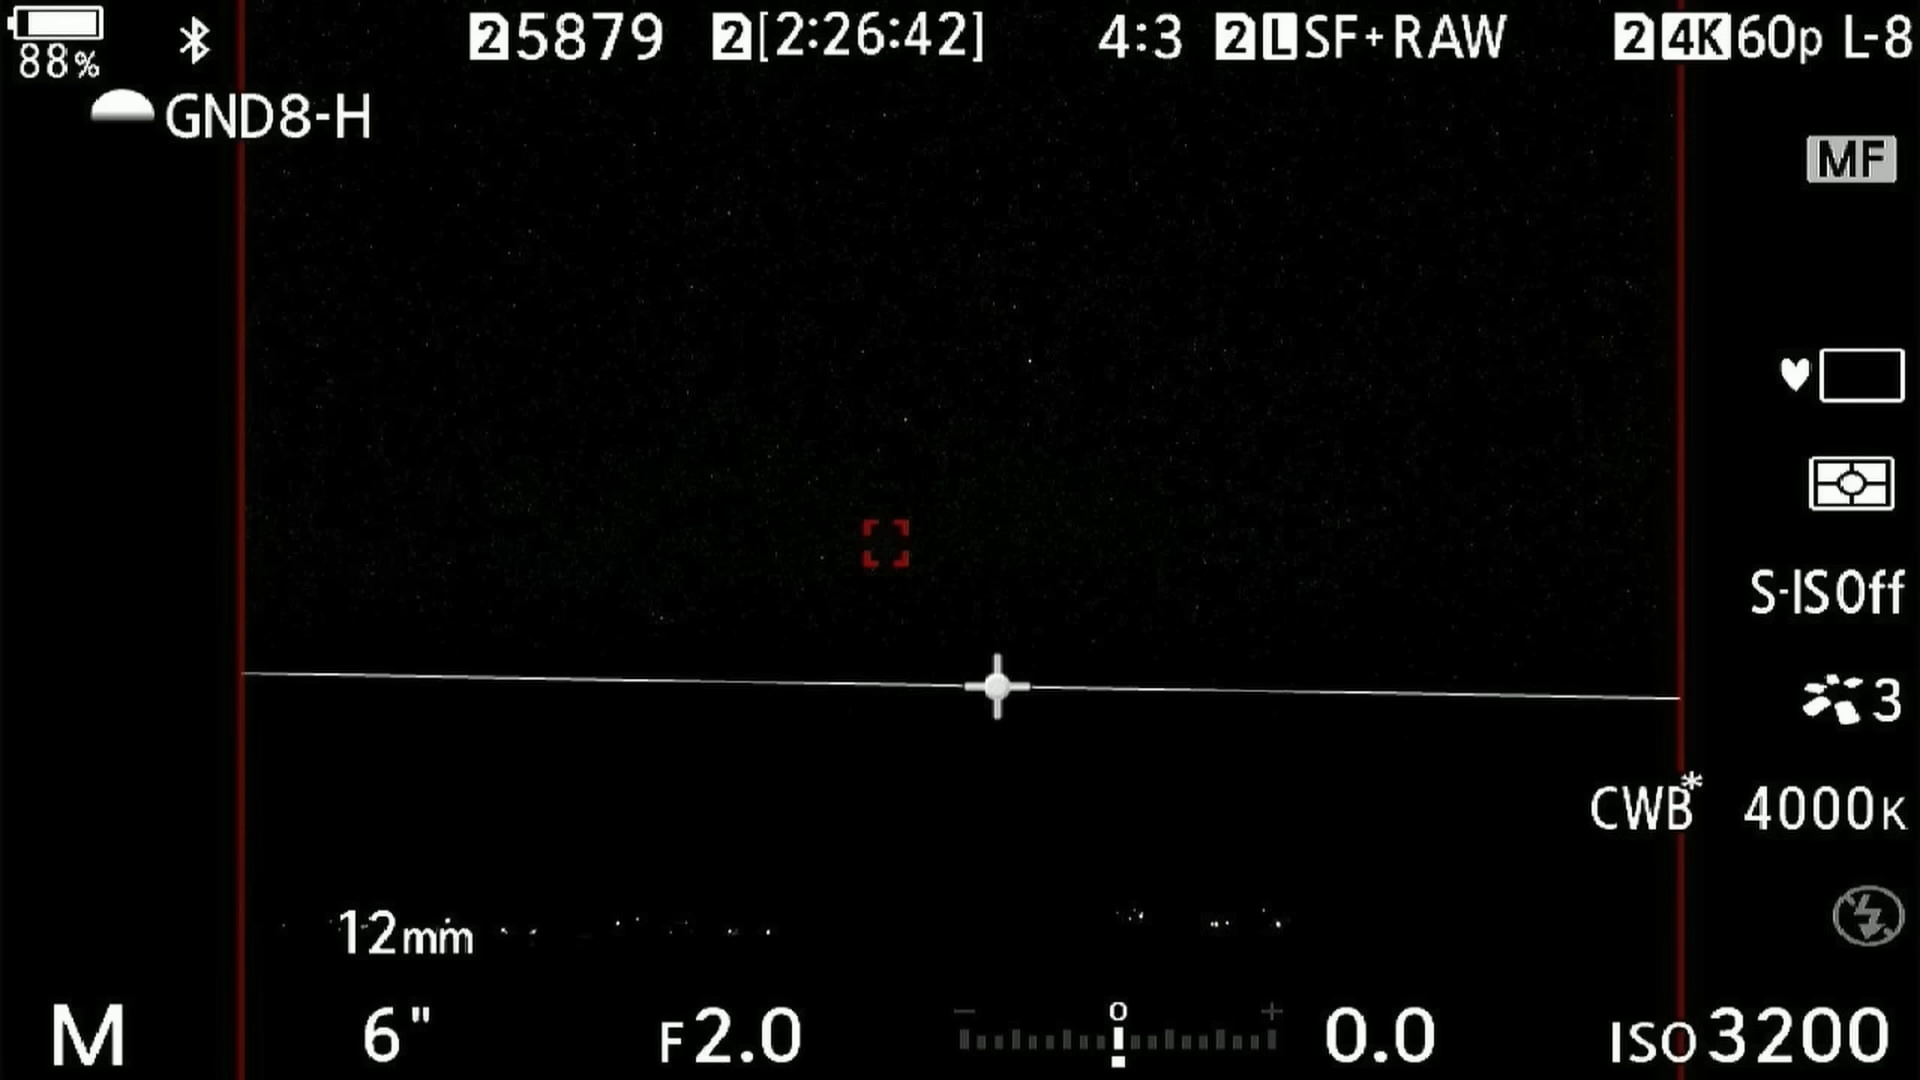 88% 2 5879 2 [2:26:42] 4:3 2 L SF+RAW 2 4K 60p L-8
GND8-H
MF
S-IS Off
3
CWB* 4000K
12mm
M 6" F2.0 - 0 + 0.0 ISO 3200